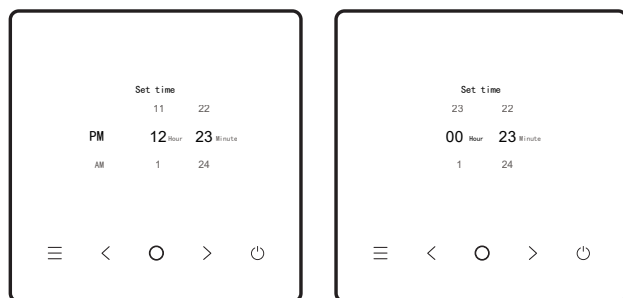 Set time
11 22
PM 12 Hour 23 Minute
AM 1 24
Set time
23 22
00 Hour 23 Minute
1 24